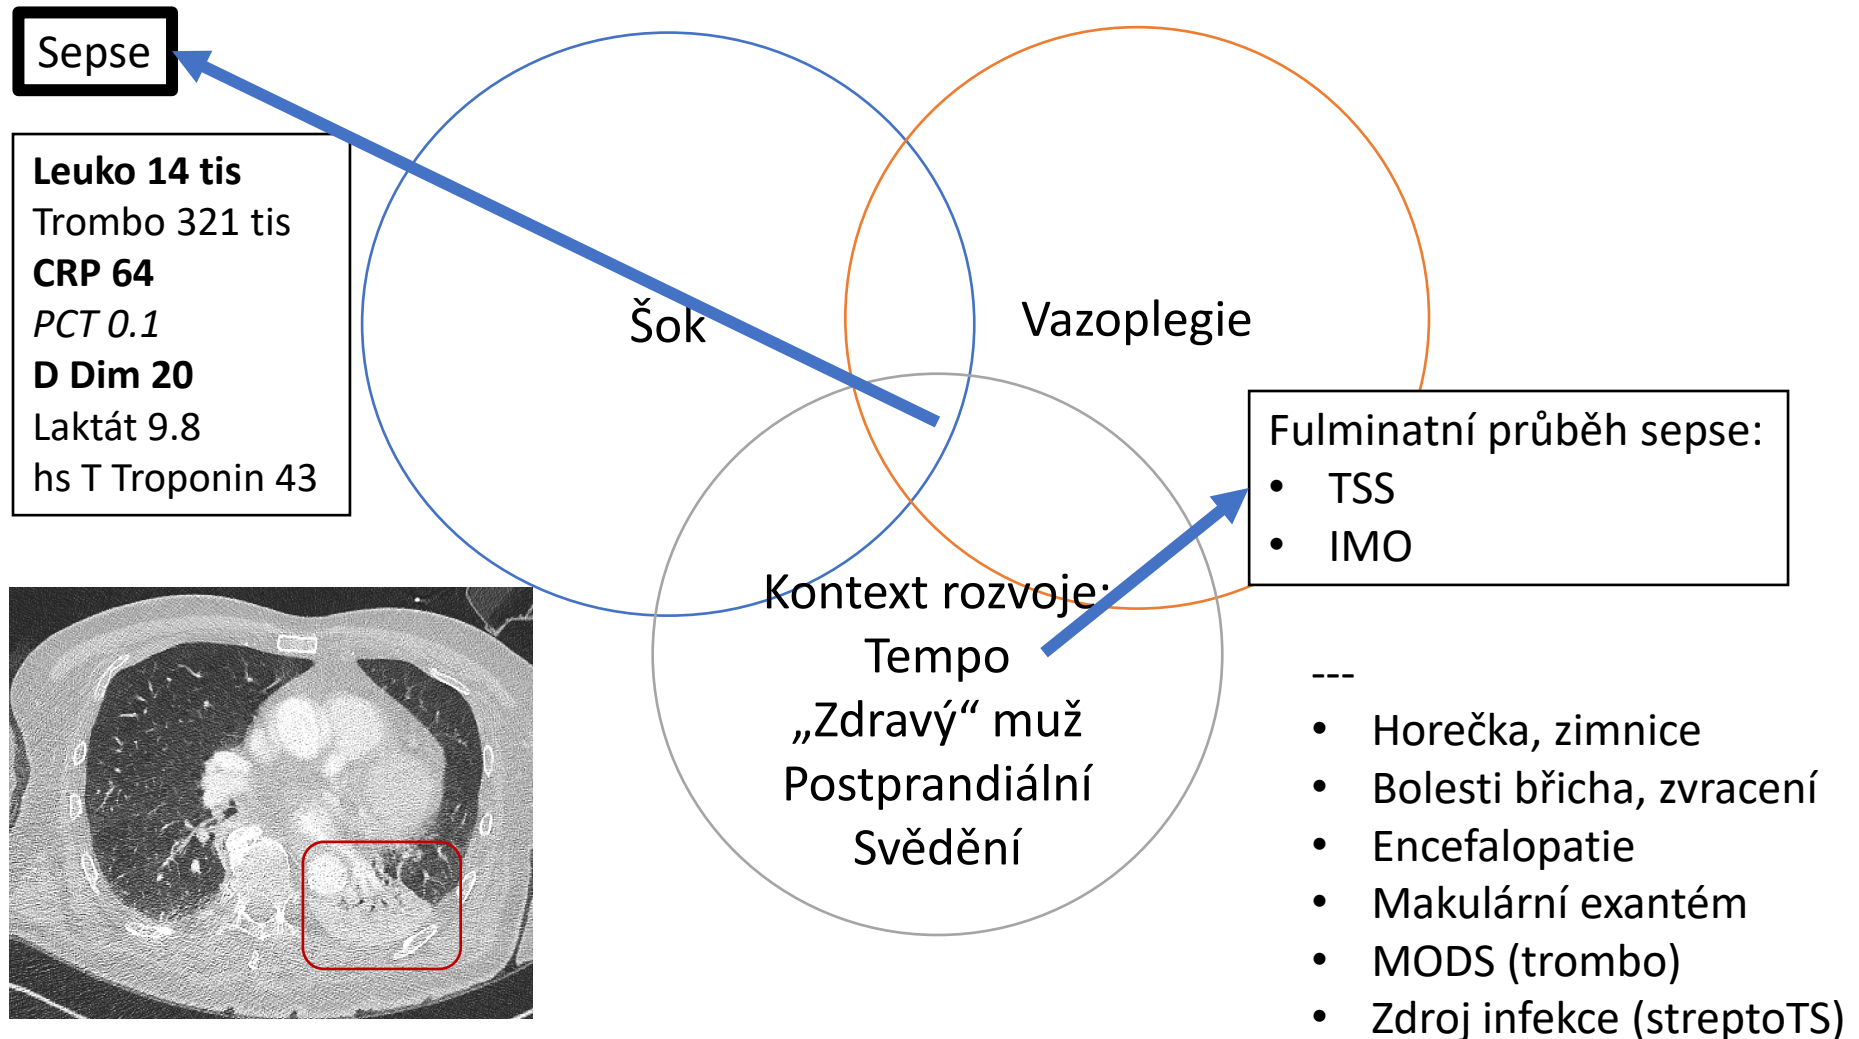 Sepse
Leuko 14 tis
Trombo 321 tis
CRP 64
PCT 0.1
D Dim 20
Laktát 9.8
hs T Troponin 43
Šok
Vazoplegie
Fulminatní průběh sepse:
• TSS
• IMO
Kontext rozvoje:
Tempo
„Zdravý“ muž
Postprandiální
Svědění
---
• Horečka, zimnice
• Bolesti břicha, zvracení
• Encefalopatie
• Makulární exantém
• MODS (trombo)
• Zdroj infekce (streptoTS)